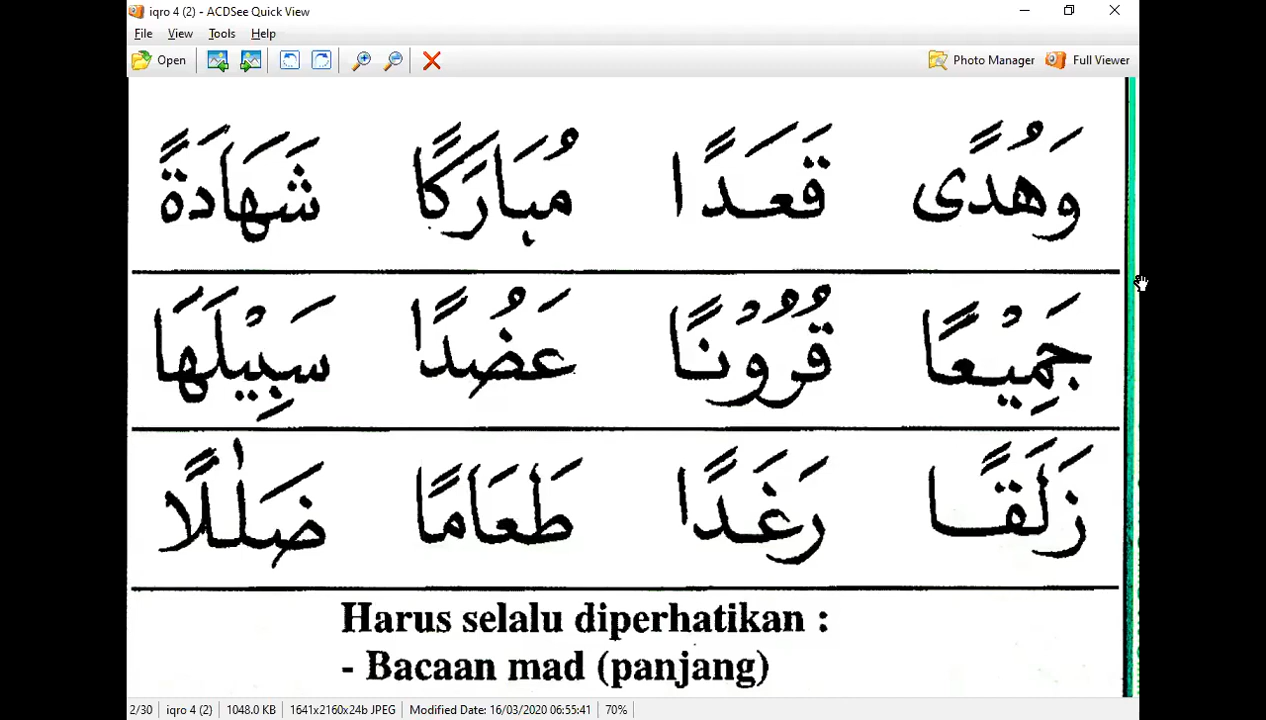 iqro 4 (2) - ACDSee Quick View
File View Tools Help
Open Photo Manager Full Viewer
وَهُدًى قَعَدًا مُبَارَكًا شَهَادَةً
جَمِيْعًا قُرُوْنًا عَضُدًا سَبِيْلَهَا
زَلَقًا رَغَدًا طَعَامًا ضَلٰلًا
Harus selalu diperhatikan :
- Bacaan mad (panjang)
2/30 iqro 4 (2) 1048.0 KB 1641x2160x24b JPEG Modified Date: 16/03/2020 06:55:41 70%